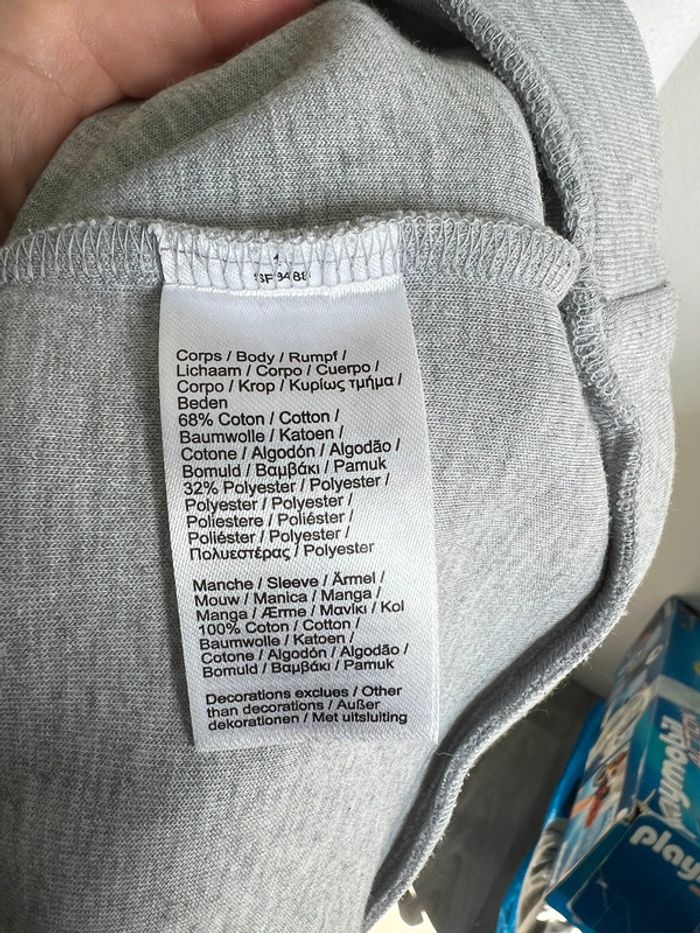 Corps / Body / Rumpf /
Lichaam / Corpo / Cuerpo /
Corpo / Krop / Κυρίως τμήμα /
Beden
68% Coton / Cotton /
Baumwolle / Katoen /
Cotone / Algodón / Algodão /
Bomuld / Βαμβάκι / Pamuk
32% Polyester / Polyester /
Polyester / Polyester /
Poliestere / Poliéster /
Poliéster / Polyester /
Πολυεστέρας / Polyester
Manche / Sleeve / Ärmel /
Mouw / Manica / Manga /
Manga / Ærme / Μανίκι / Kol
100% Coton / Cotton /
Baumwolle / Katoen /
Cotone / Algodón / Algodão /
Bomuld / Βαμβάκι / Pamuk
Decorations exclues / Other
than decorations / Außer
dekorationen / Met uitsluiting
playmobil